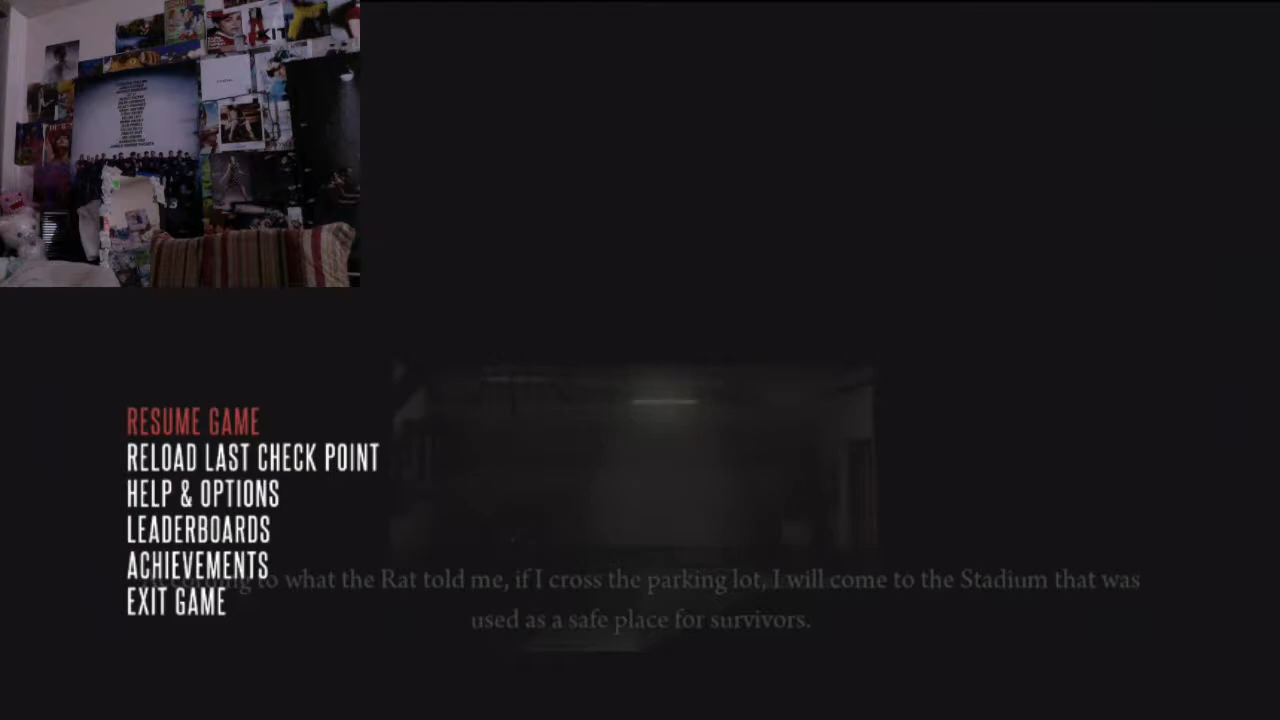 RESUME GAME
RELOAD LAST CHECK POINT
HELP & OPTIONS
LEADERBOARDS
ACHIEVEMENTS
to what the Rat told me, if I cross the parking lot, I will come to the Stadium that was
EXIT GAME
used as a safe place for survivors.